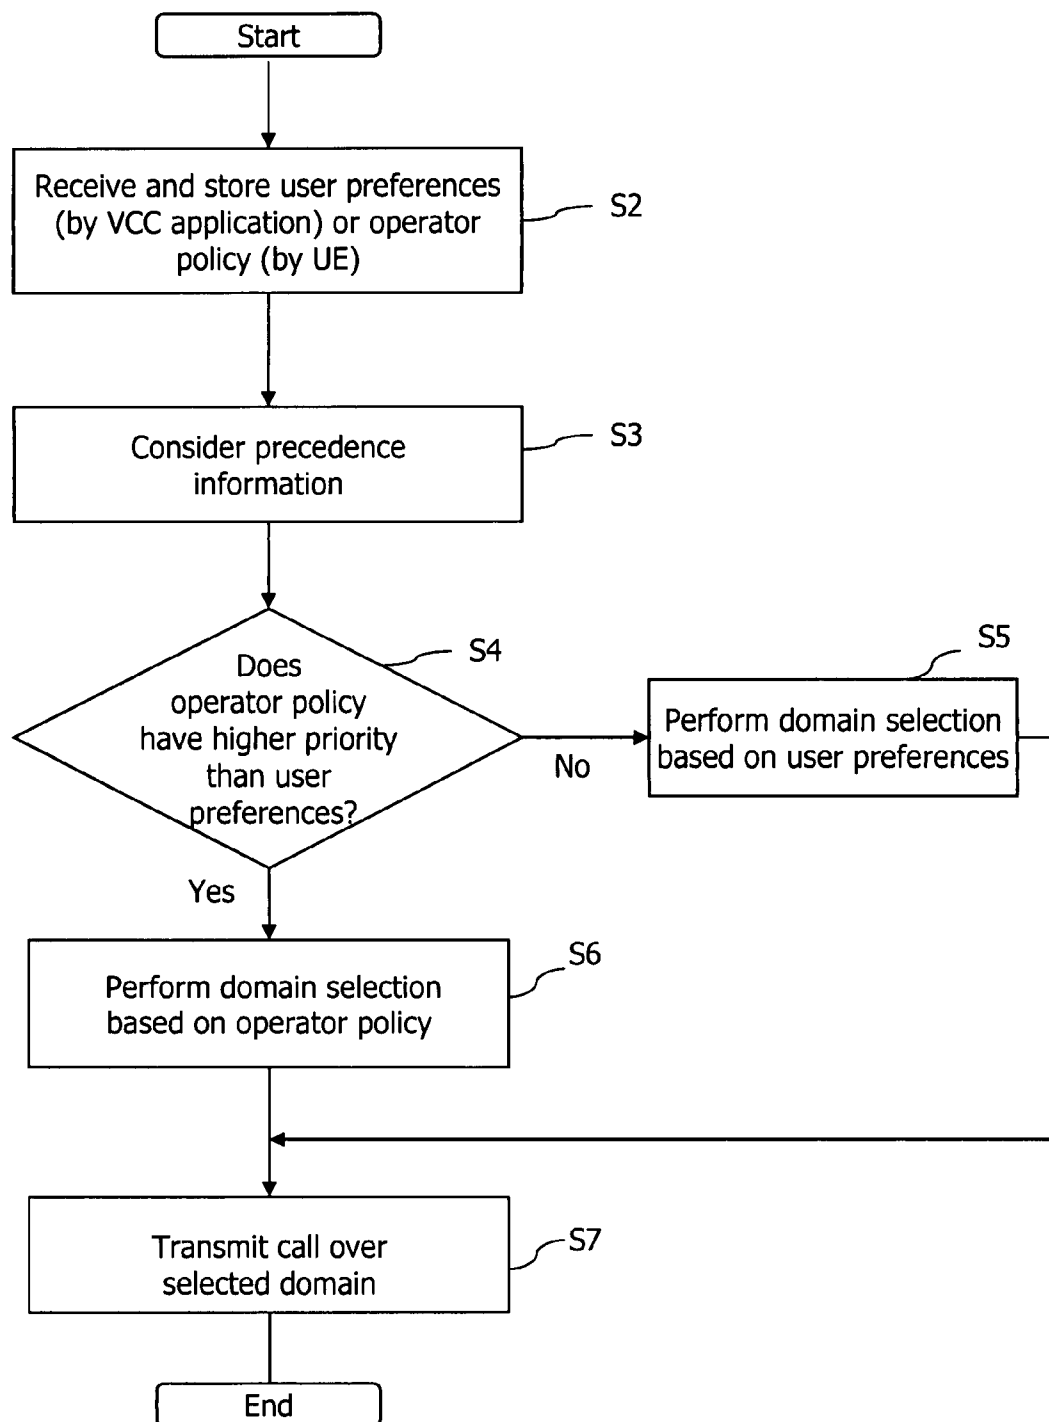 Start
Receive and store user preferences
(by VCC application) or operator
policy (by UE)
S2
Consider precedence
information
S3
Does
operator policy
have higher priority
than user
preferences?
S4
No
S5
Perform domain selection
based on user preferences
Yes
S6
Perform domain selection
based on operator policy
Transmit call over
selected domain
S7
End